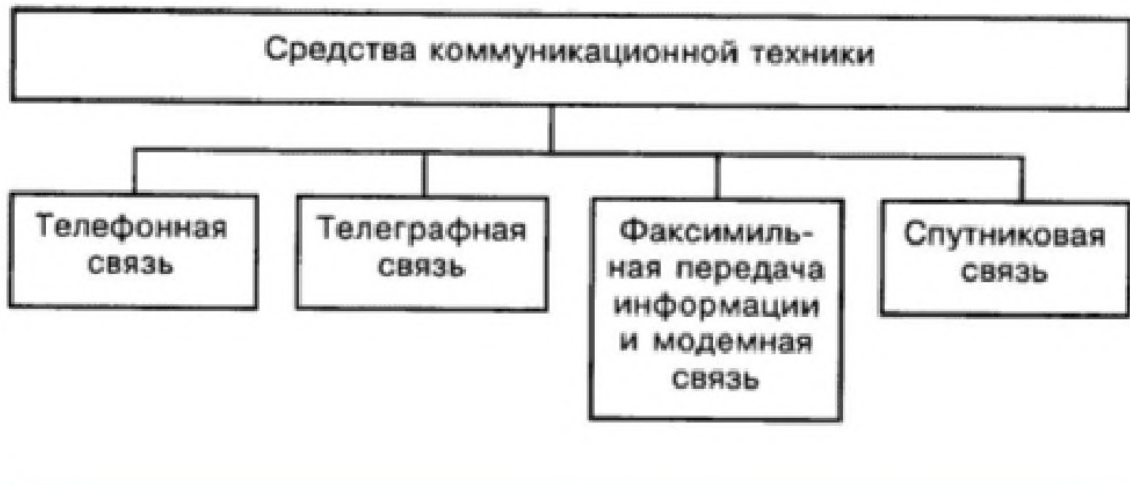 Средства коммуникационной техники
Телефонная
связь
Телеграфная
связь
Факсимиль-
ная передача
информации
и модемная
связь
Спутниковая
связь